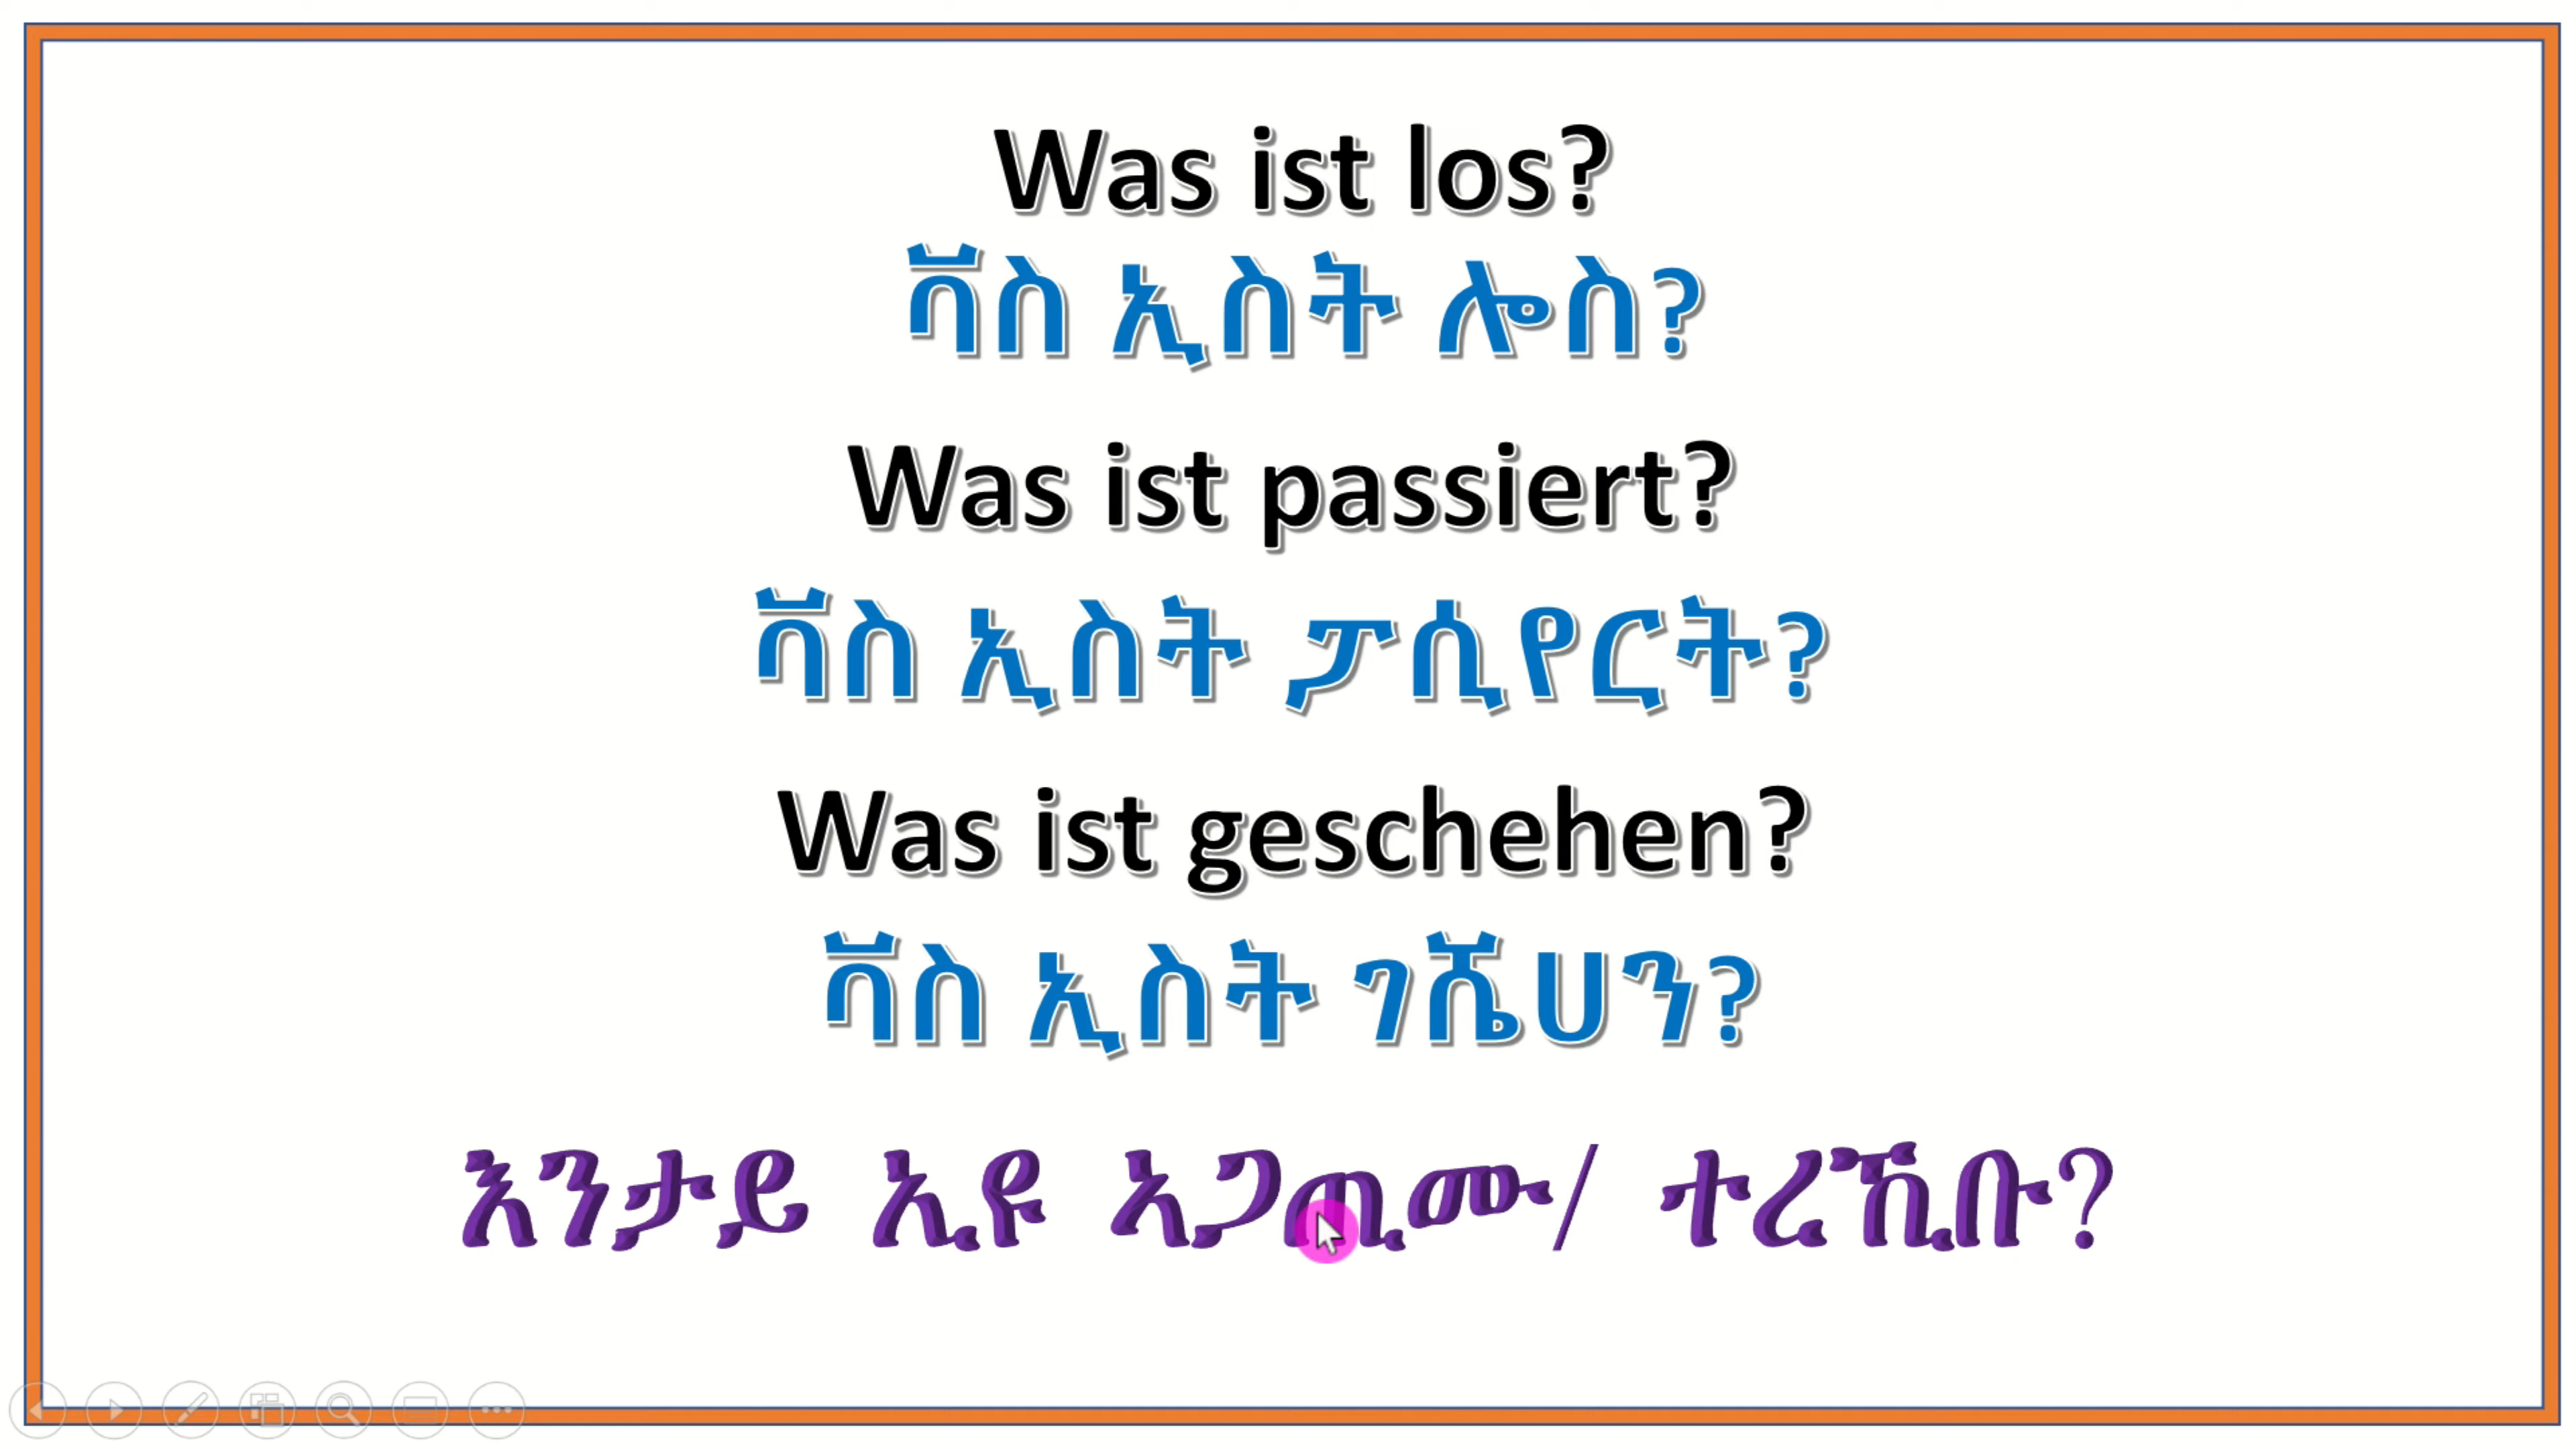 Was ist los?
ቫስ ኢስት ሎስ?
Was ist passiert?
ቫስ ኢስት ፓሲየርት?
Was ist geschehen?
ቫስ ኢስት ገሼሀን?
እንታይ ኢዩ ኣጋጢሙ/ ተረኺቡ?